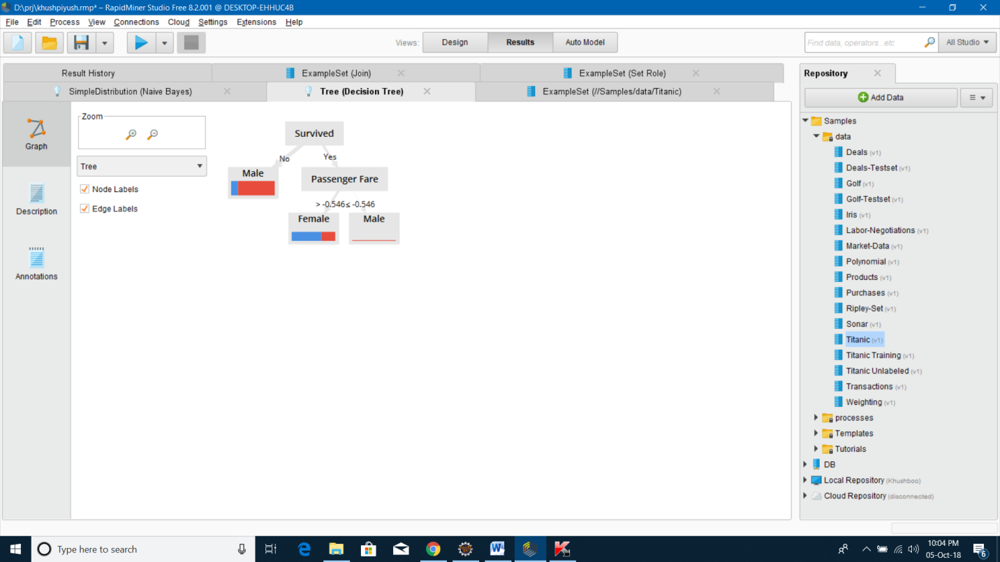 D:\prj\khushpiyush.rmp* – RapidMiner Studio Free 8.2.001 @ DESKTOP-EHHUC4B
File Edit Process View Connections Cloud Settings Extensions Help
Views: Design Results Auto Model
Find data, operators...etc All Studio
Result History ExampleSet (Join) ExampleSet (Set Role)
SimpleDistribution (Naive Bayes) Tree (Decision Tree) ExampleSet (//Samples/data/Titanic)
Graph
Description
Annotations
Zoom
Tree
Node Labels
Edge Labels
Survived
No Yes
Male Passenger Fare
> -0.546 ≤ -0.546
Female Male
Repository
Add Data
Samples
data
Deals (v1)
Deals-Testset (v1)
Golf (v1)
Golf-Testset (v1)
Iris (v1)
Labor-Negotiations (v1)
Market-Data (v1)
Polynomial (v1)
Products (v1)
Purchases (v1)
Ripley-Set (v1)
Sonar (v1)
Titanic (v1)
Titanic Training (v1)
Titanic Unlabeled (v1)
Transactions (v1)
Weighting (v1)
processes
Templates
Tutorials
DB
Local Repository (Khushboo)
Cloud Repository (disconnected)
Type here to search
10:04 PM
05-Oct-18
6